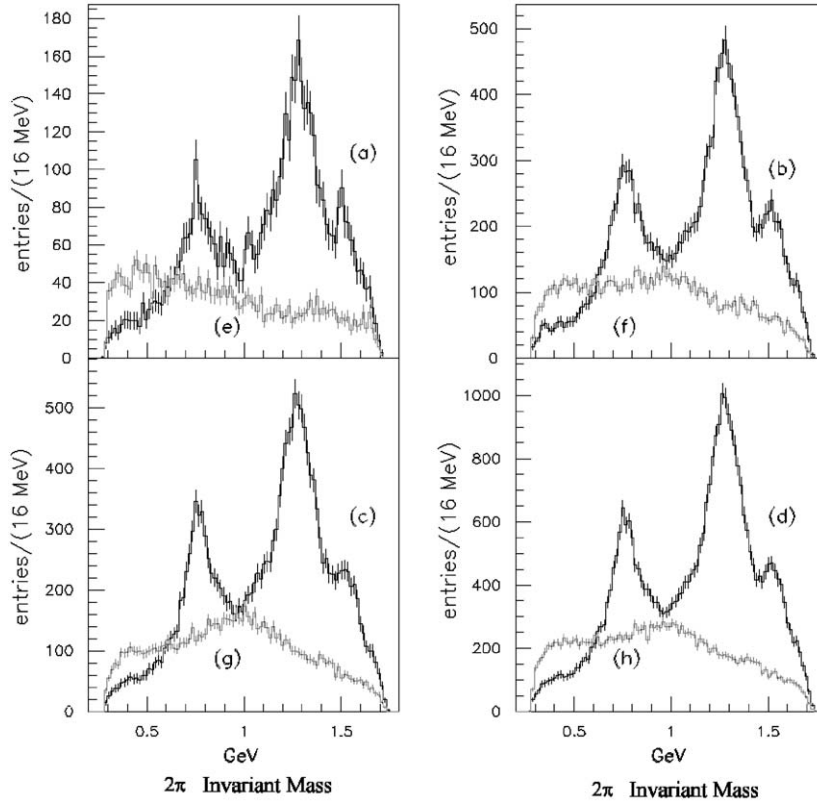 entries/(16 MeV)
180
160
140
120
100
80
60
40
20
0
(a)
(e)
entries/(16 MeV)
500
400
300
200
100
0
(b)
(f)
entries/(16 MeV)
500
400
300
200
100
0
(c)
(g)
0.5
1
1.5
GeV
2π Invariant Mass
entries/(16 MeV)
1000
800
600
400
200
0
(d)
(h)
0.5
1
1.5
GeV
2π Invariant Mass